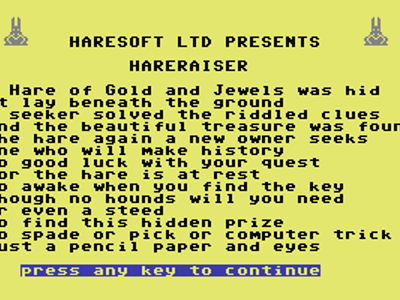 HARESOFT LTD PRESENTS
HARERAISER
Hare of Gold and Jewels was hid
t lay beneath the ground
seeker solved the riddled clues
nd the beautiful treasure was foun
he hare again a new owner seeks
ne who will make history
o good luck with your quest
or the hare is at rest
o awake when you find the key
hough no hounds will you need
r even a steed
o find this hidden prize
o spade or pick or computer trick
ust a pencil paper and eyes
press any key to continue